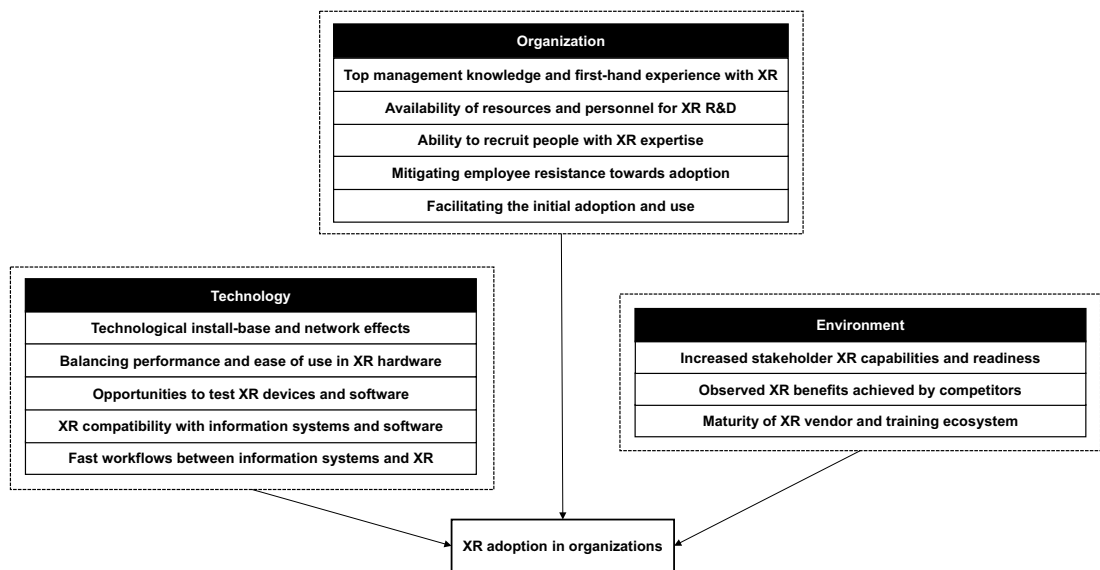 Organization
Top management knowledge and first-hand experience with XR
Availability of resources and personnel for XR R&D
Ability to recruit people with XR expertise
Mitigating employee resistance towards adoption
Facilitating the initial adoption and use
Technology
Technological install-base and network effects
Balancing performance and ease of use in XR hardware
Opportunities to test XR devices and software
XR compatibility with information systems and software
Fast workflows between information systems and XR
Environment
Increased stakeholder XR capabilities and readiness
Observed XR benefits achieved by competitors
Maturity of XR vendor and training ecosystem
XR adoption in organizations